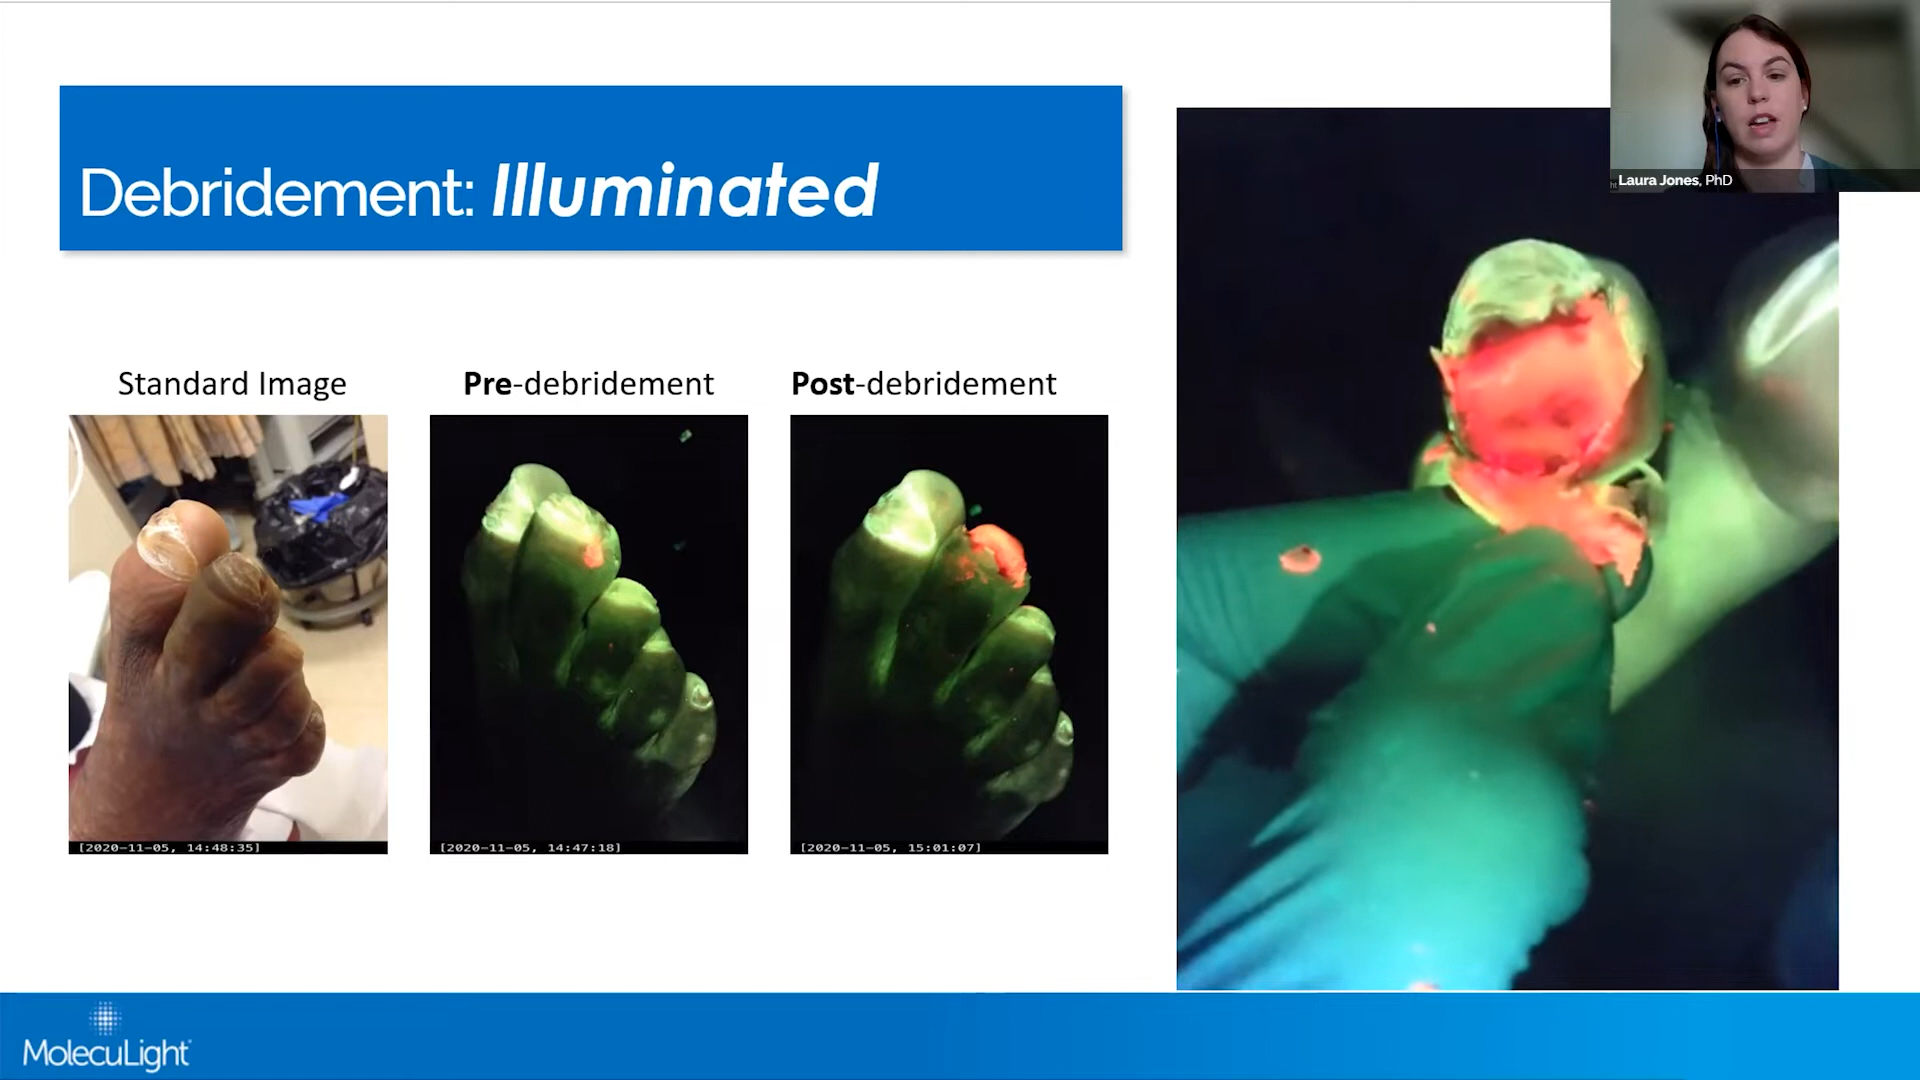 Laura Jones, PhD
Debridement: Illuminated
Standard Image
Pre-debridement
Post-debridement
[2020-11-05, 14:48:35]
[2020-11-05, 14:47:18]
[2020-11-05, 15:01:07]
MolecuLight